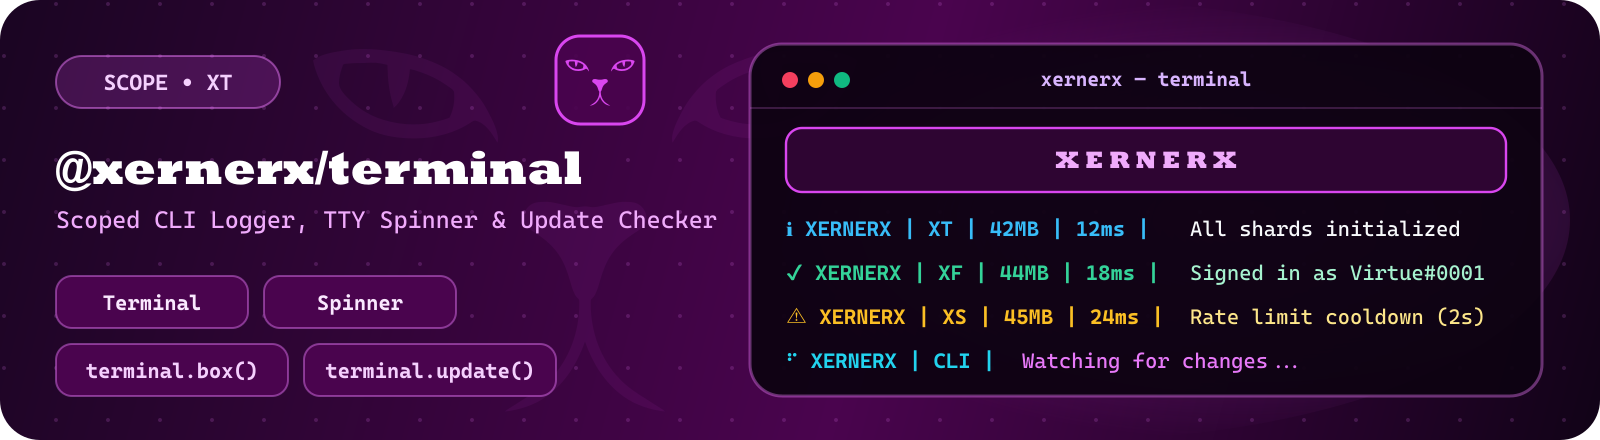 SCOPE • XT
@xernerx/terminal
Scoped CLI Logger, TTY Spinner & Update Checker
Terminal
Spinner
terminal.box()
terminal.update()
xernerx — terminal
XERNERX
ℹ XERNERX | XT | 42MB | 12ms | All shards initialized
✓ XERNERX | XF | 44MB | 18ms | Signed in as Virtue#0001
⚠ XERNERX | XS | 45MB | 24ms | Rate limit cooldown (2s)
⠋ XERNERX | CLI | Watching for changes...